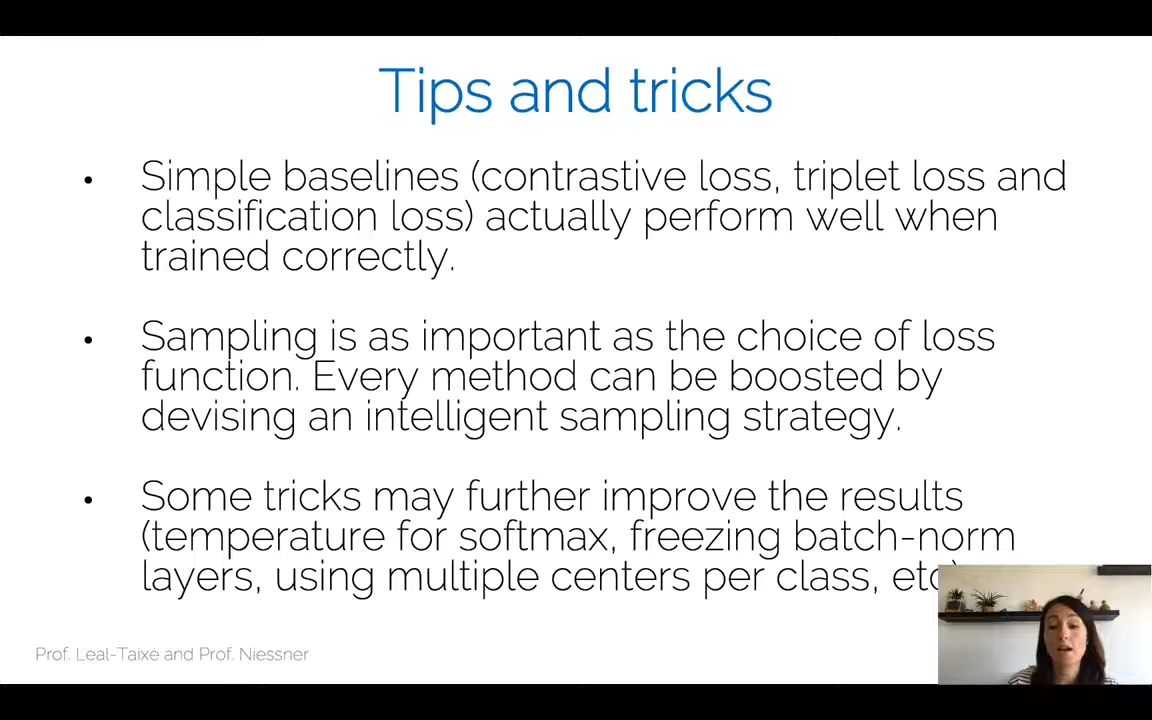 Tips and tricks
• Simple baselines (contrastive loss, triplet loss and
classification loss) actually perform well when
trained correctly.
• Sampling is as important as the choice of loss
function. Every method can be boosted by
devising an intelligent sampling strategy.
• Some tricks may further improve the results
(temperature for softmax, freezing batch-norm
layers, using multiple centers per class, etc)
Prof. Leal-Taixé and Prof. Niessner